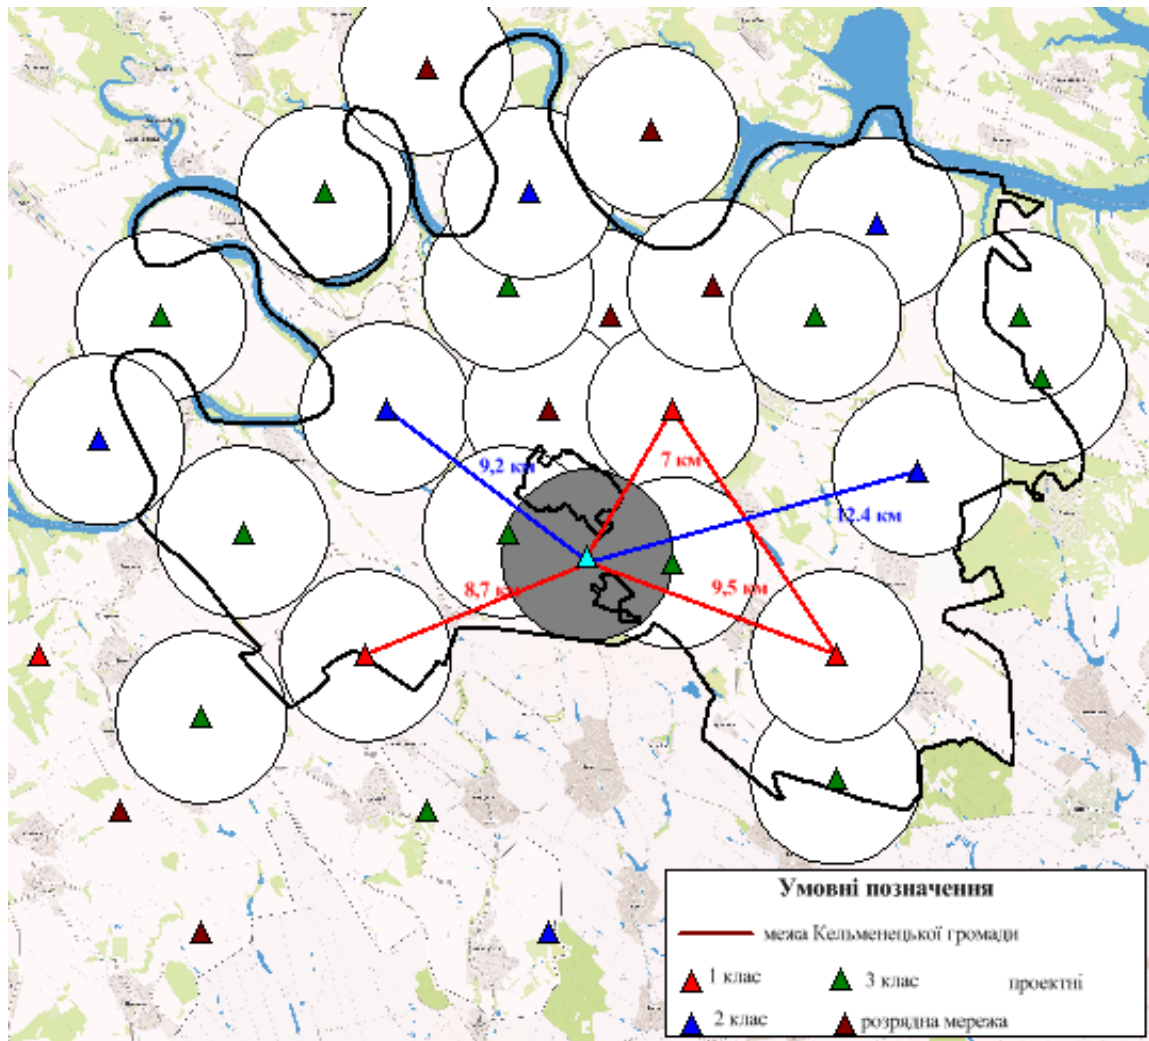 9,2 км
7 км
12.4 км
8,7 км
9,5 км
Умовні позначення
межа Кельменецької громади
1 клас
3 клас
проектні
2 клас
розрядна мережа